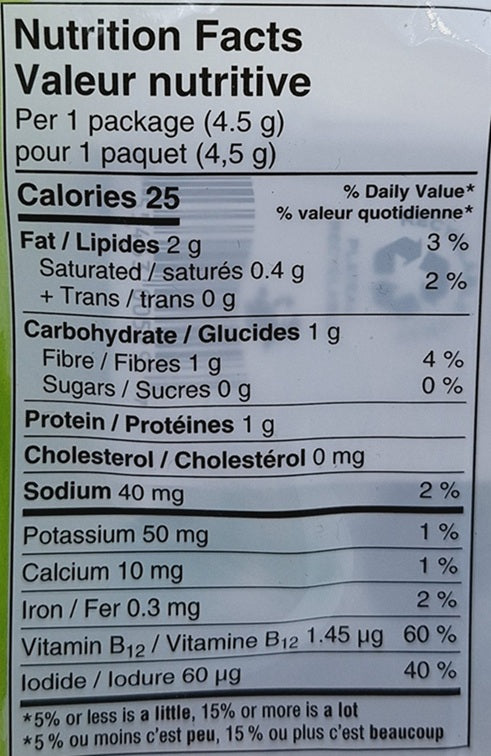 Nutrition Facts
Valeur nutritive
Per 1 package (4.5 g)
pour 1 paquet (4,5 g)
Calories 25
% Daily Value*
% valeur quotidienne*
Fat / Lipides 2 g 3 %
Saturated / saturés 0.4 g
+ Trans / trans 0 g 2 %
Carbohydrate / Glucides 1 g
Fibre / Fibres 1 g 4 %
Sugars / Sucres 0 g 0 %
Protein / Protéines 1 g
Cholesterol / Cholestérol 0 mg
Sodium 40 mg 2 %
Potassium 50 mg 1 %
Calcium 10 mg 1 %
Iron / Fer 0.3 mg 2 %
Vitamin B12 / Vitamine B12 1.45 µg 60 %
Iodide / Iodure 60 µg 40 %
*5% or less is a little, 15% or more is a lot
*5 % ou moins c'est peu, 15 % ou plus c'est beaucoup